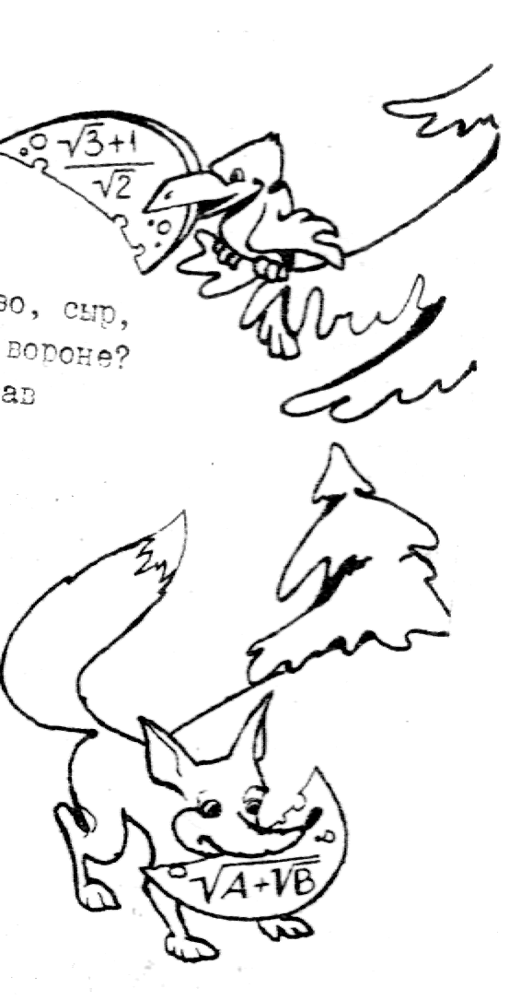 √3+1
√2
во, сыр,
вороне?
ав
√A+√B